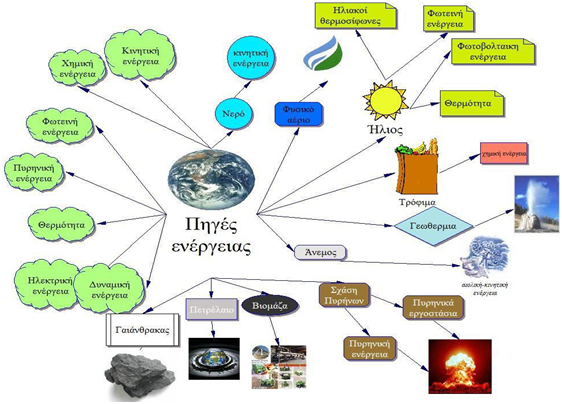 Ηλιακοί
θερμοσίφωνες
Φωτεινή
ενέργεια
Κινητική
ενέργεια
κινητική
ενέργεια
Χημική
ενέργεια
Φωτοβολταικη
ενέργεια
Νερό
Φυσικό
αέριο
Θερμότητα
Φωτεινή
ενέργεια
Ήλιος
χημική ενέργεια
Πυρηνική
ενέργεια
Τρόφιμα
Πηγές
ενέργειας
Θερμότητα
Γεωθερμια
Άνεμος
Ηλεκτρική
ενέργεια
Δυναμική
ενέργεια
αιολική-κινητική
ενέργεια
Σχάση
Πυρήνων
Πυρηνικά
εργοστάσια
Γαιάνθρακας
Πετρέλαιο
Βιομάζα
Πυρηνική
ενέργεια